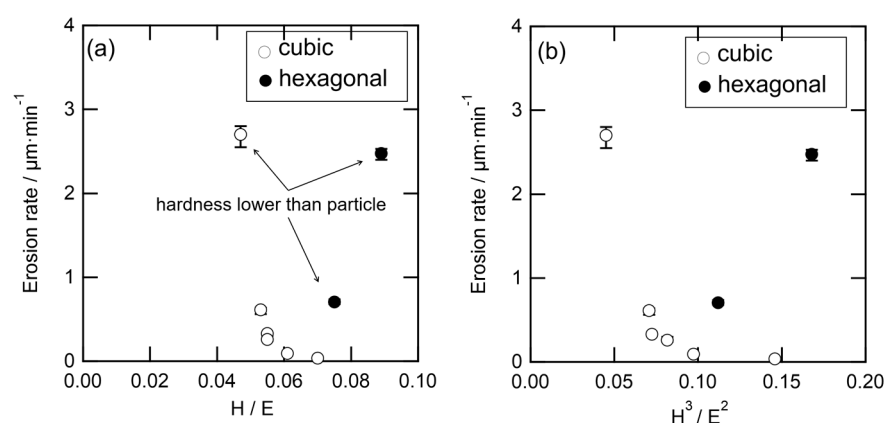 (a)
cubic
hexagonal
hardness lower than particle
Erosion rate / µm·min⁻¹
4
3
2
1
0
0.00 0.02 0.04 0.06 0.08 0.10
H / E
(b)
cubic
hexagonal
Erosion rate / µm·min⁻¹
4
3
2
1
0
0.00 0.05 0.10 0.15 0.20
H³/E²